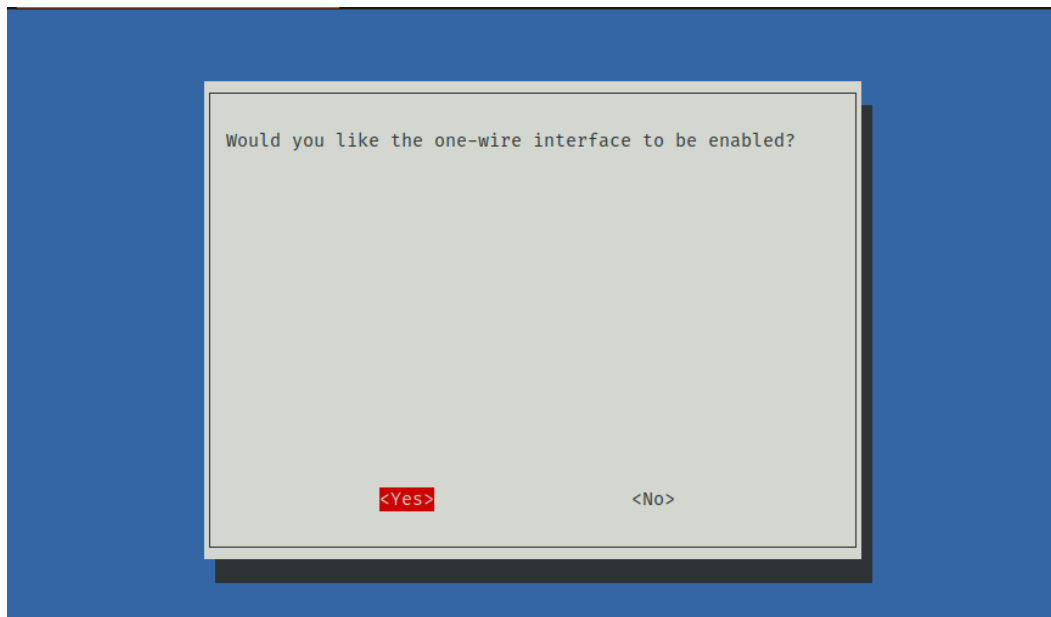 Would you like the one-wire interface to be enabled?
<Yes> <No>